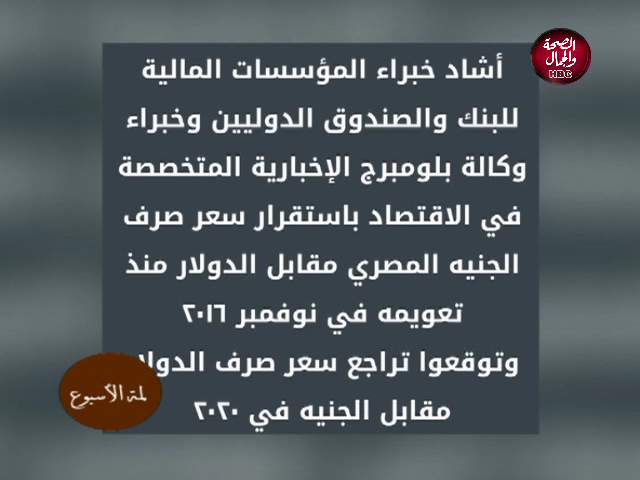 الصحة
والجمال
HBC
أشاد خبراء المؤسسات المالية
للبنك والصندوق الدوليين وخبراء
وكالة بلومبرج الإخبارية المتخصصة
في الاقتصاد باستقرار سعر صرف
الجنيه المصري مقابل الدولار منذ
تعويمه في نوفمبر ٢٠١٦
وتوقعوا تراجع سعر صرف الدولار
مقابل الجنيه في ٢٠٢٠
لمة الأسبوع